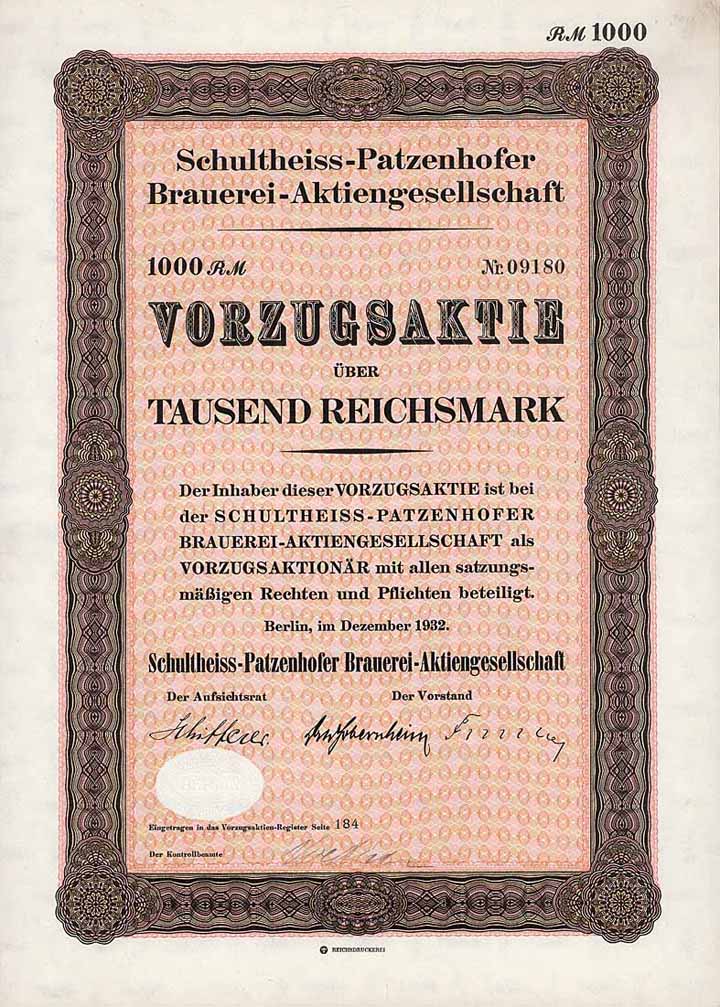 RM 1000
Schultheiss-Patzenhofer
Brauerei-Aktiengesellschaft
1000 RM Nr. 09180
VORZUGSAKTIE
ÜBER
TAUSEND REICHSMARK
Der Inhaber dieser VORZUGSAKTIE ist bei
der SCHULTHEISS-PATZENHOFER
BRAUEREI-AKTIENGESELLSCHAFT als
VORZUGSAKTIONÄR mit allen satzungs-
mäßigen Rechten und Pflichten beteiligt.
Berlin, im Dezember 1932.
Schultheiss-Patzenhofer Brauerei-Aktiengesellschaft
Der Aufsichtsrat Der Vorstand
Eingetragen in das Vorzugsaktien-Register Seite 184
Der Kontrollbeamte
REICHSDRUCKEREI